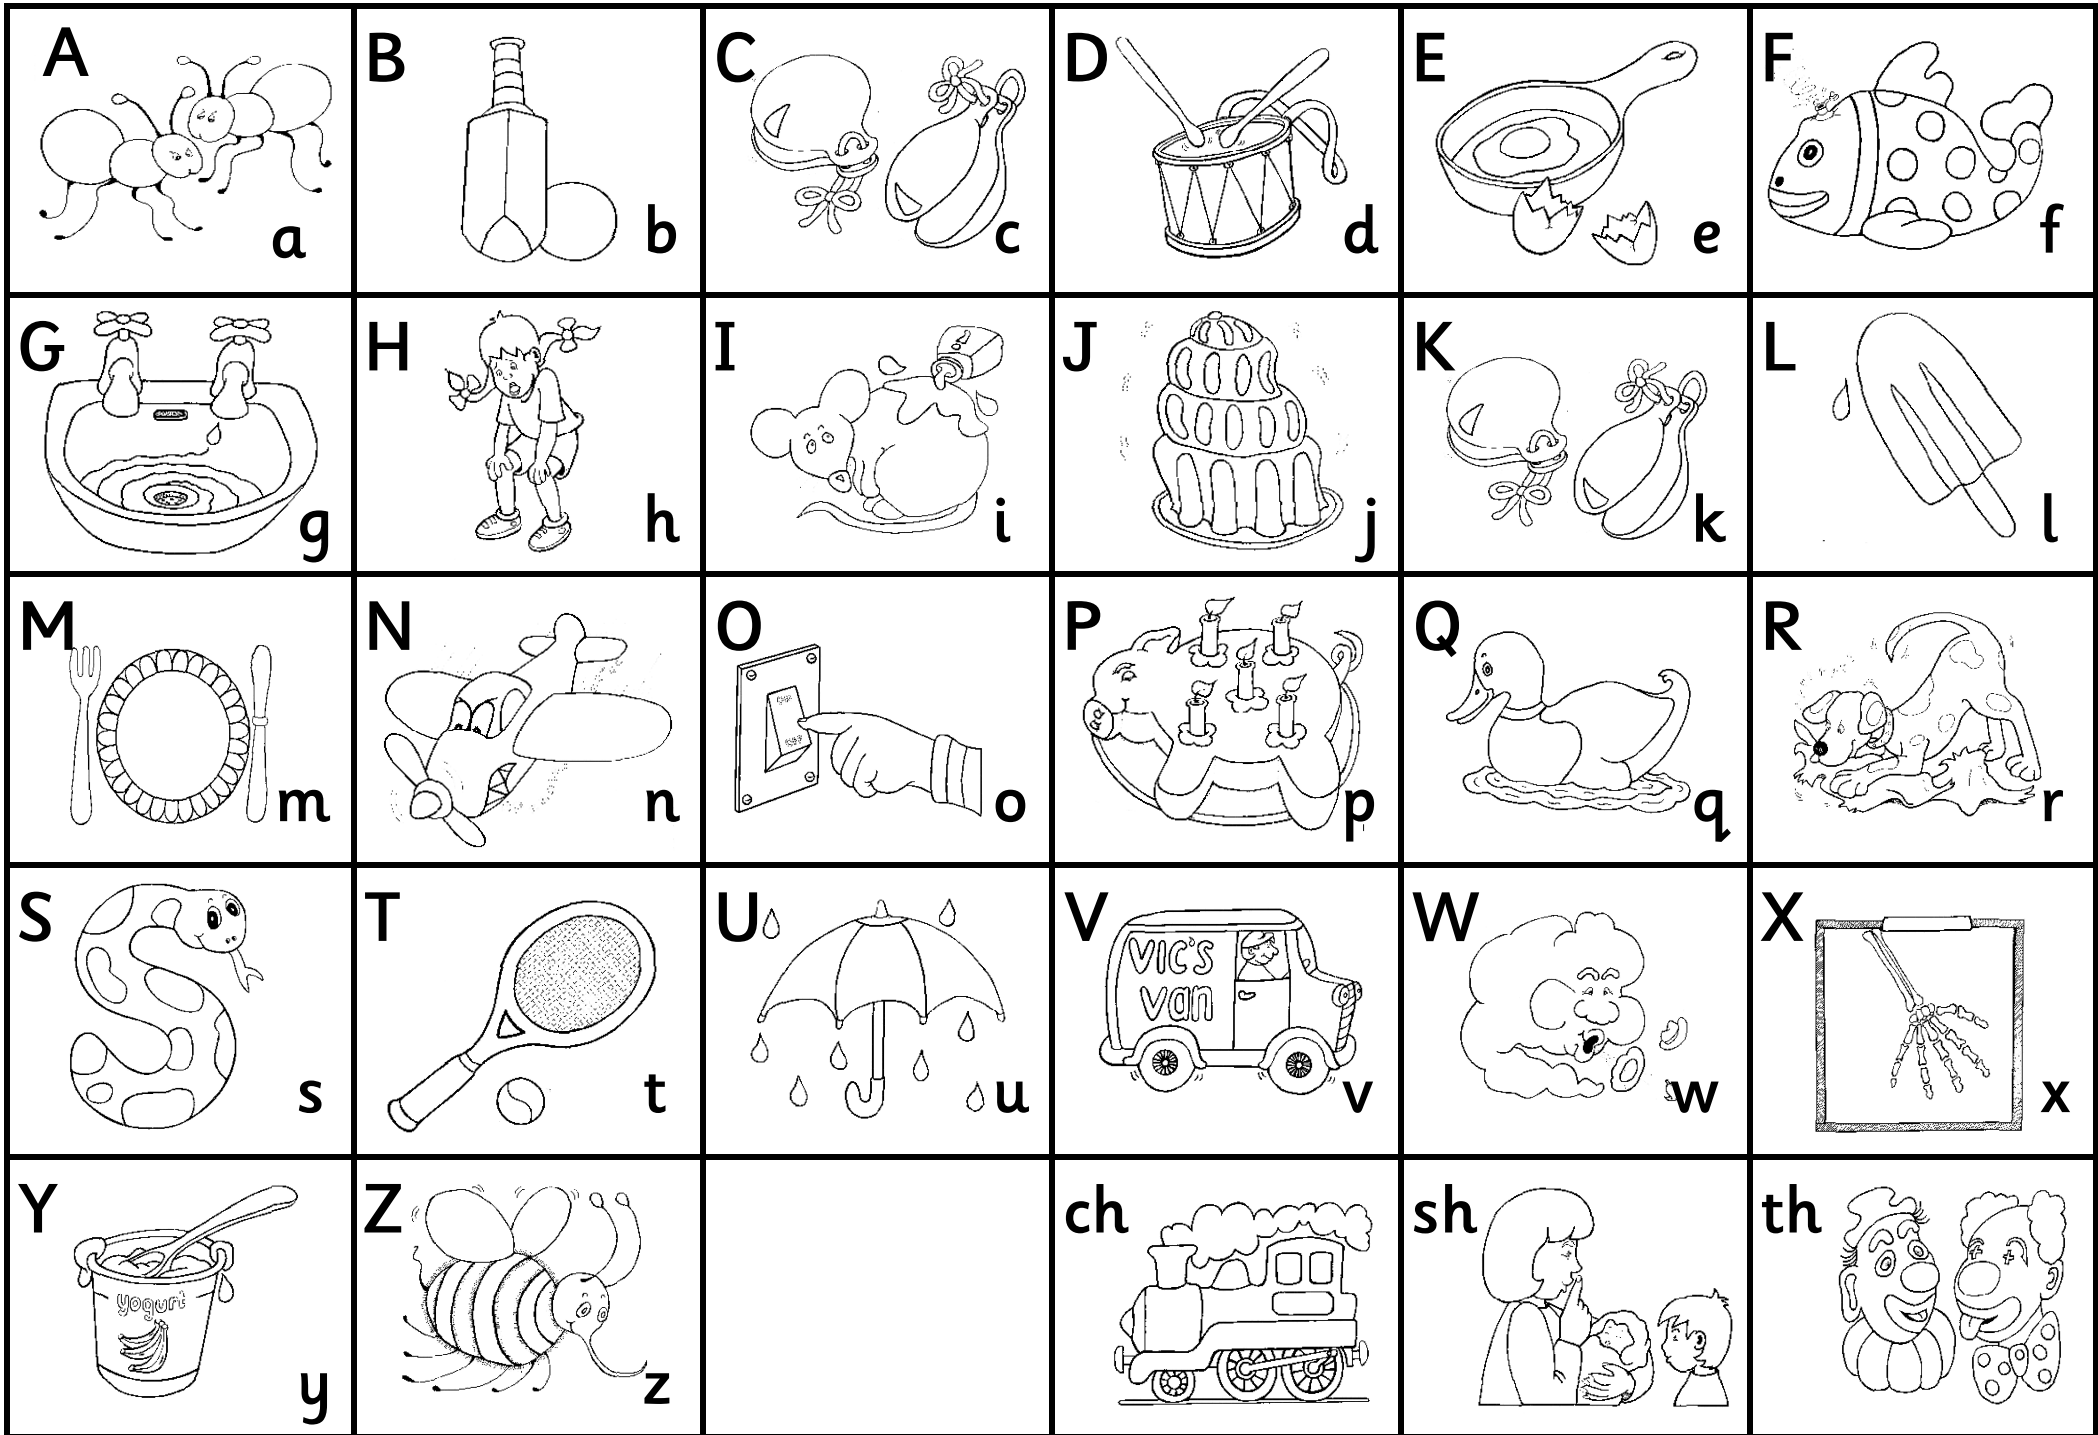 A a
B b
C c
D d
E e
F f
G g
H h
I i
J j
K k
L l
M m
N n
O o
P p
Q q
R r
S s
T t
U u
V VIC'S
van v
W w
X x
Y yogurt y
Z z
ch
sh
th